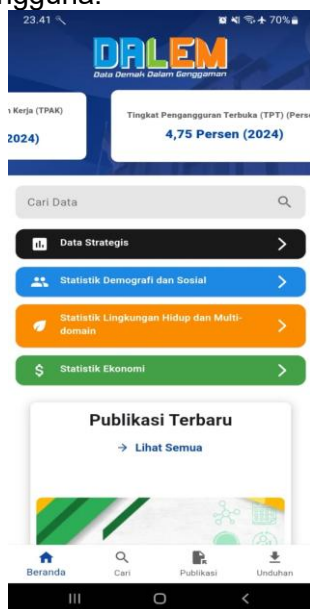 ngguna.
23.41
70%
DALEM
Data Demak Dalam Genggaman
Kerja (TPAK)
2024)
Tingkat Pengangguran Terbuka (TPT) (Perse
4,75 Persen (2024)
Cari Data
Data Strategis
Statistik Demografi dan Sosial
Statistik Lingkungan Hidup dan Multi-
domain
$ Statistik Ekonomi
Publikasi Terbaru
→ Lihat Semua
Beranda Cari Publikasi Unduhan